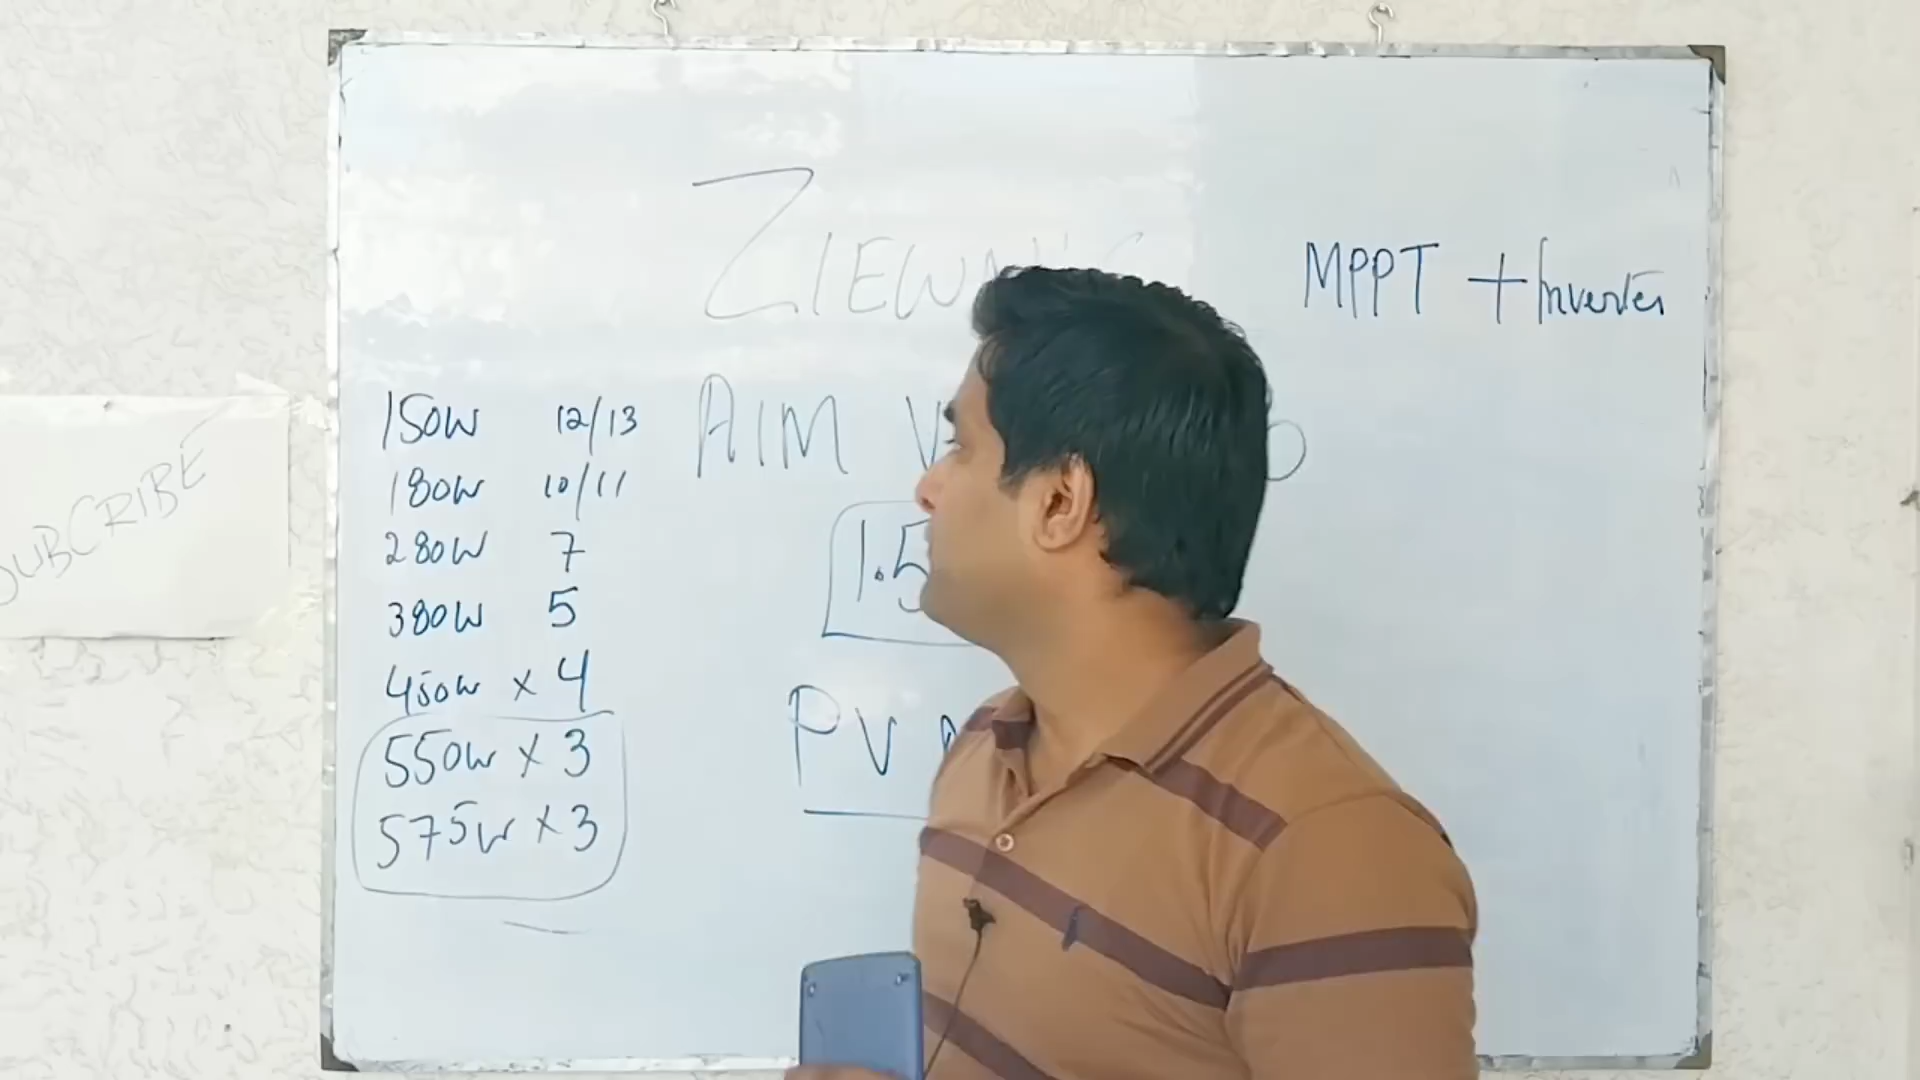 SUBCRIBE
ZIEWN'S
MPPT + Inverter
AIM
1.5
PV
150W 12/13
180W 10/11
280W 7
380W 5
450W x 4
550W x 3
575W x 3